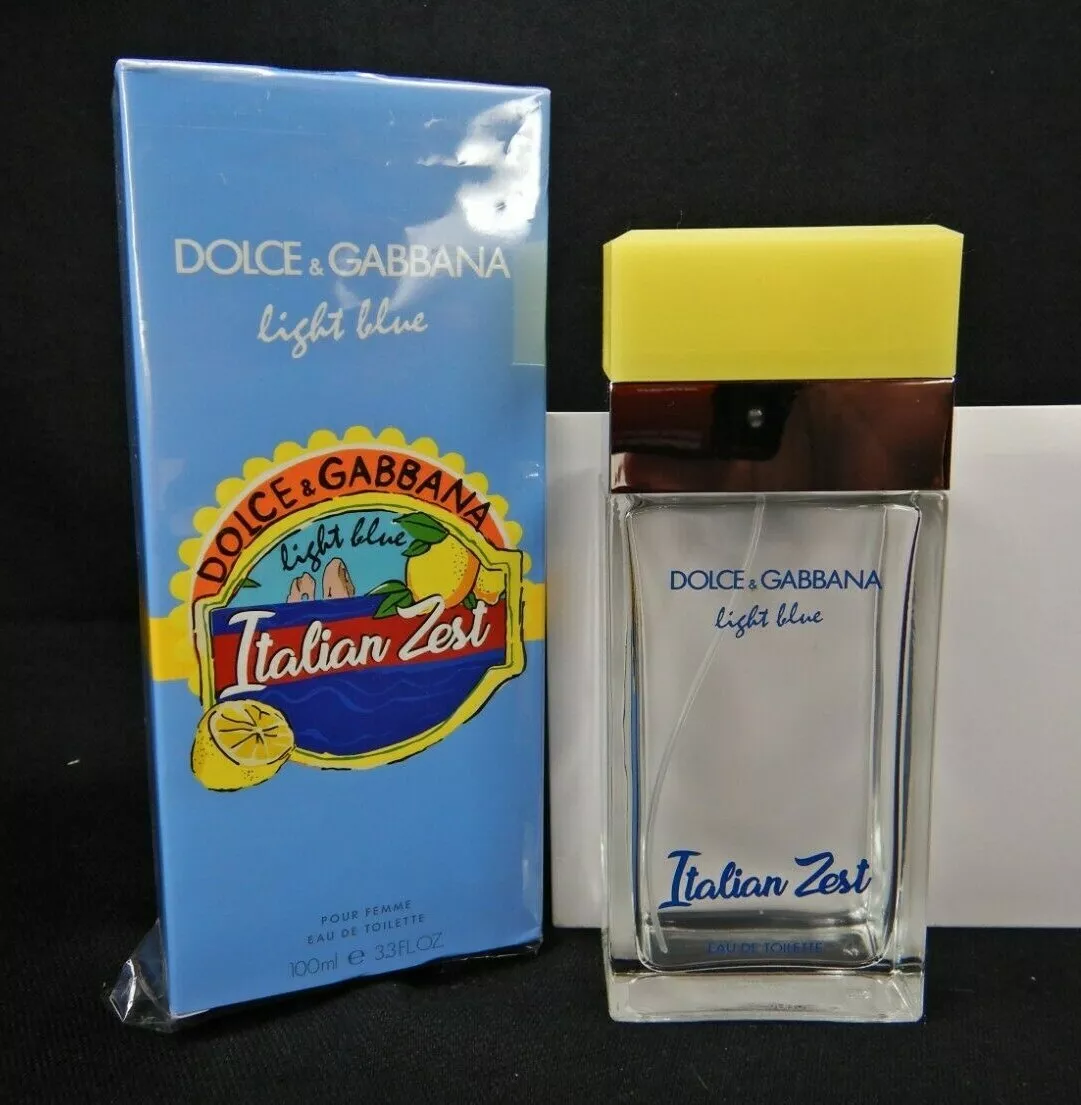 DOLCE & GABBANA
light blue
DOLCE & GABBANA
light blue
Italian Zest
POUR FEMME
EAU DE TOILETTE
100ml e 3.3FL.OZ
DOLCE & GABBANA
light blue
Italian Zest
EAU DE TOILETTE